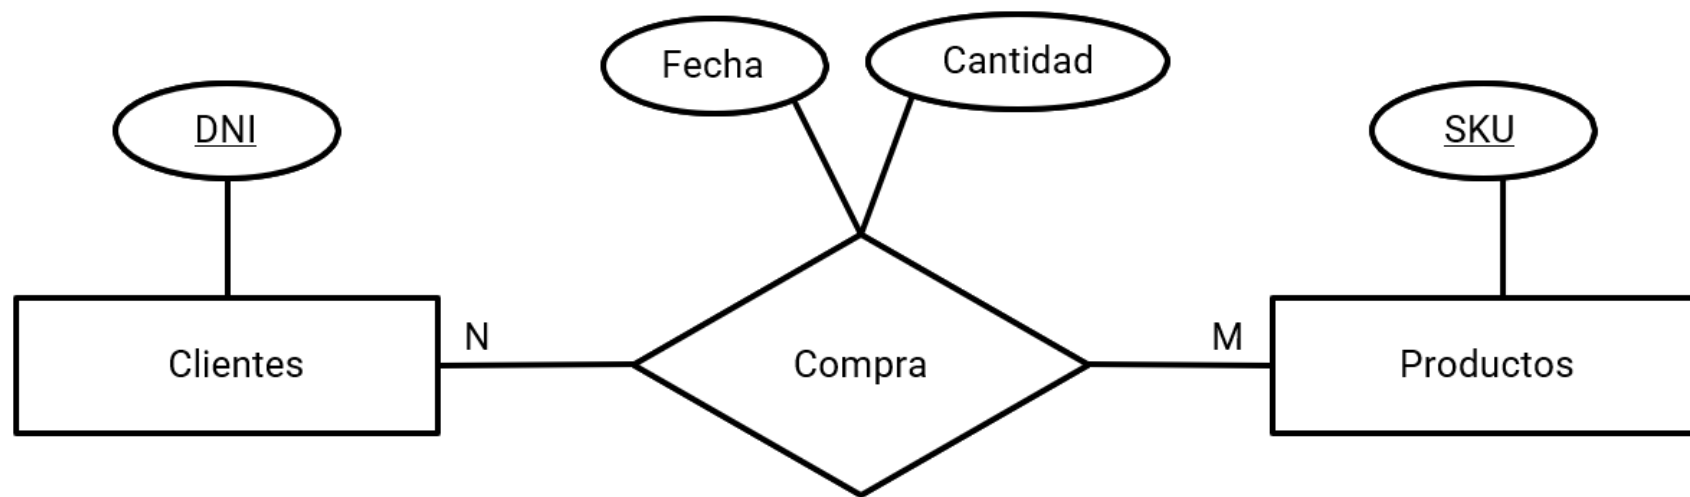 Fecha
Cantidad
DNI
SKU
N
M
Clientes
Compra
Productos